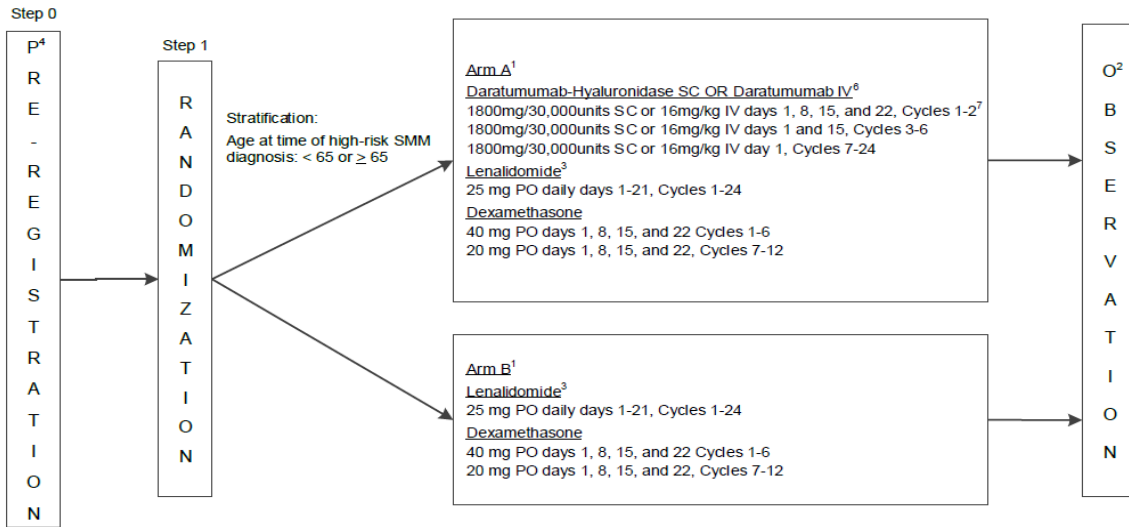 Step 0
P⁴RE-REGISTRATION
Step 1
RANDOMIZATION
Stratification:
Age at time of high-risk SMM
diagnosis: < 65 or ≥ 65
Arm A¹
Daratumumab-Hyaluronidase SC OR Daratumumab IV⁶
1800mg/30,000units SC or 16mg/kg IV days 1, 8, 15, and 22, Cycles 1-2⁷
1800mg/30,000units SC or 16mg/kg IV days 1 and 15, Cycles 3-6
1800mg/30,000units SC or 16mg/kg IV day 1, Cycles 7-24
Lenalidomide³
25 mg PO daily days 1-21, Cycles 1-24
Dexamethasone
40 mg PO days 1, 8, 15, and 22 Cycles 1-6
20 mg PO days 1, 8, 15, and 22, Cycles 7-12
Arm B¹
Lenalidomide³
25 mg PO daily days 1-21, Cycles 1-24
Dexamethasone
40 mg PO days 1, 8, 15, and 22 Cycles 1-6
20 mg PO days 1, 8, 15, and 22, Cycles 7-12
O²BSERVATION